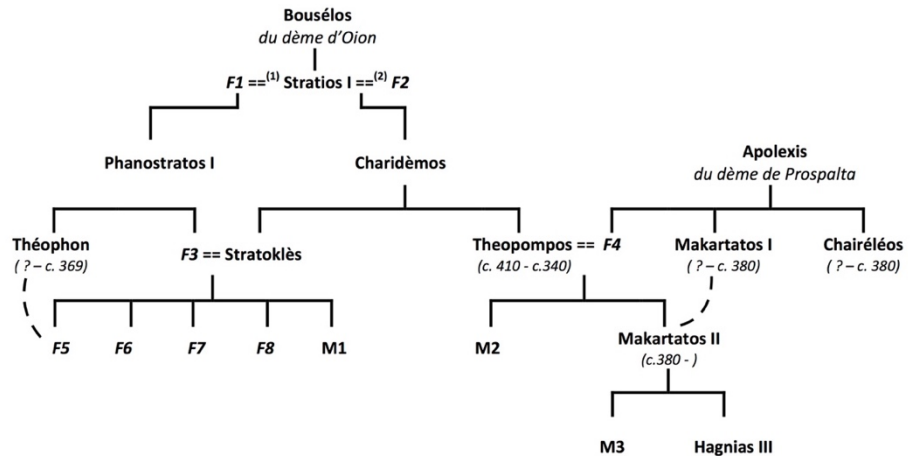 Bousélos
du dème d'Oion
F1 ==(1) Stratios I ==(2) F2
Phanostratos I
Charidèmos
Apolexis
du dème de Prospalta
Théophon
( ? – c. 369)
F3 == Stratoklès
Theopompos == F4
(c. 410 - c.340)
Makartatos I
( ? – c. 380)
Chairéléos
( ? – c. 380)
F5
F6
F7
F8
M1
M2
Makartatos II
(c.380 - )
M3
Hagnias III